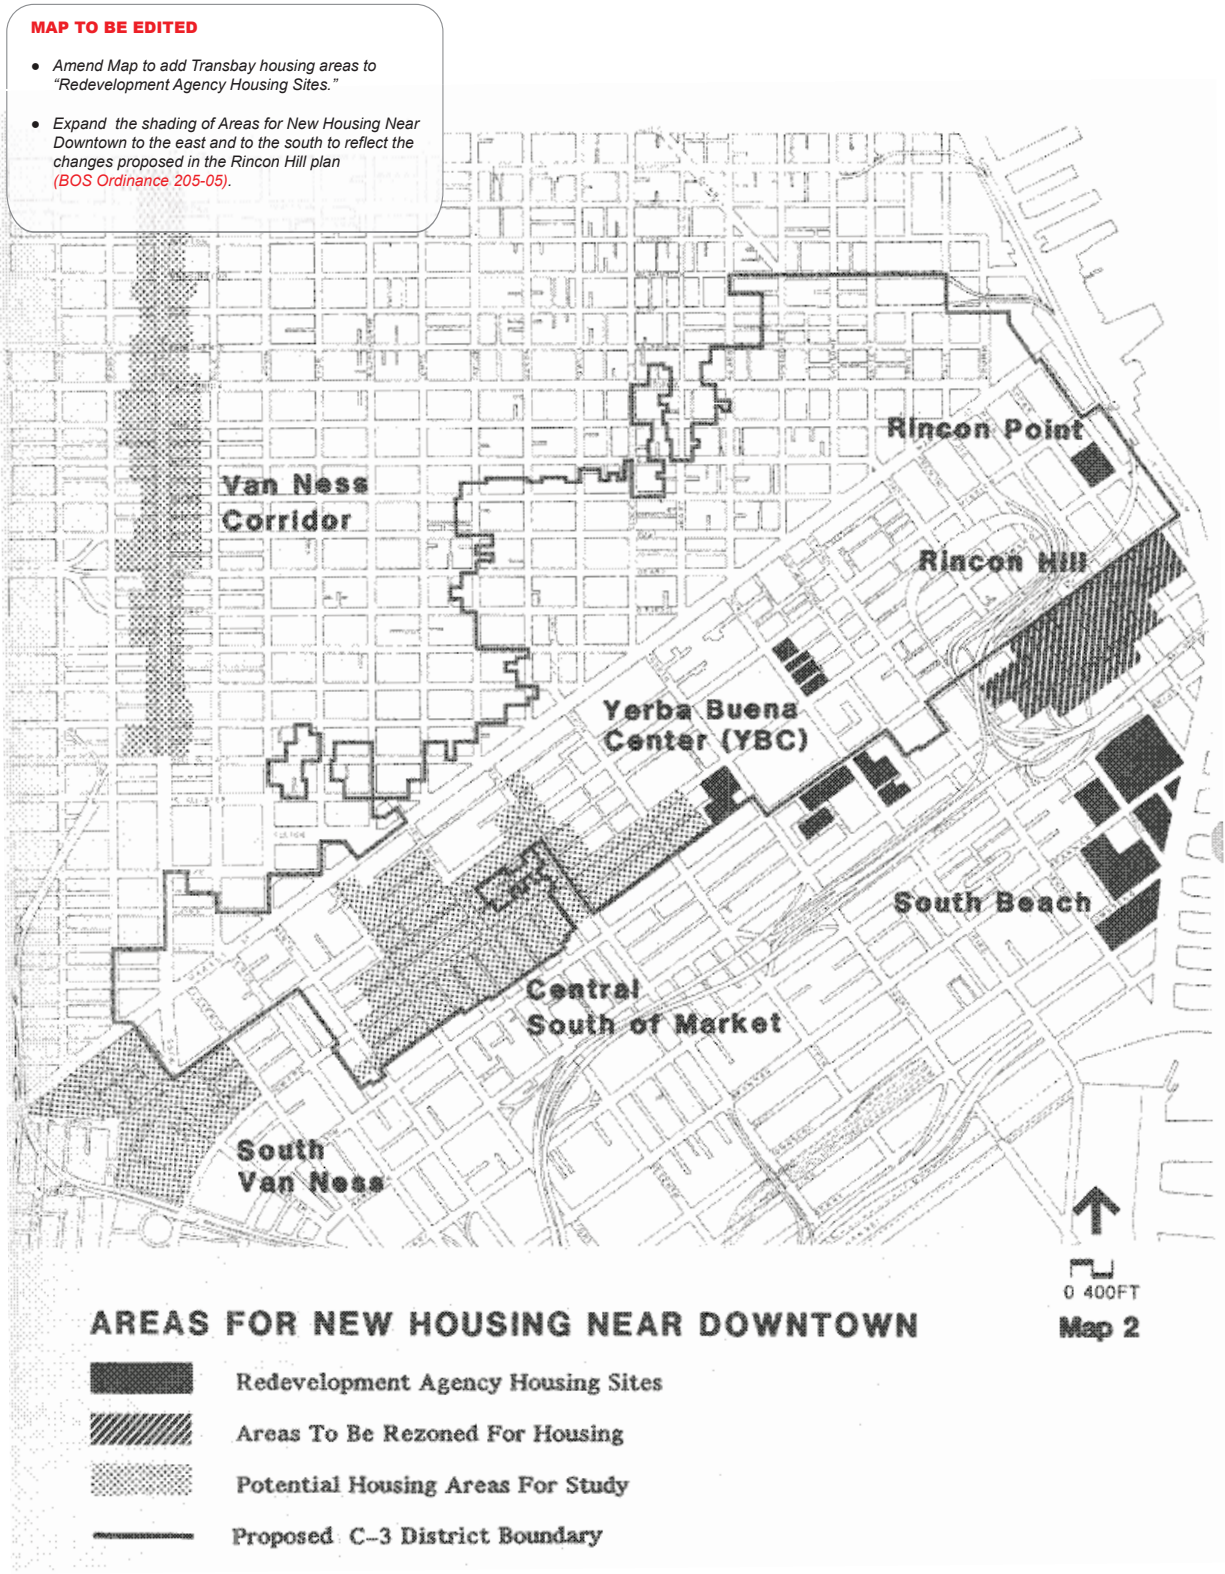 MAP TO BE EDITED
● Amend Map to add Transbay housing areas to
“Redevelopment Agency Housing Sites.”
● Expand the shading of Areas for New Housing Near
Downtown to the east and to the south to reflect the
changes proposed in the Rincon Hill plan
(BOS Ordinance 205-05).
Rincon Point
Van Ness
Corridor
Rincon Hill
Yerba Buena
Center (YBC)
South Beach
Central
South of Market
South
Van Ness
0 400FT
Map 2
AREAS FOR NEW HOUSING NEAR DOWNTOWN
Redevelopment Agency Housing Sites
Areas To Be Rezoned For Housing
Potential Housing Areas For Study
Proposed C-3 District Boundary